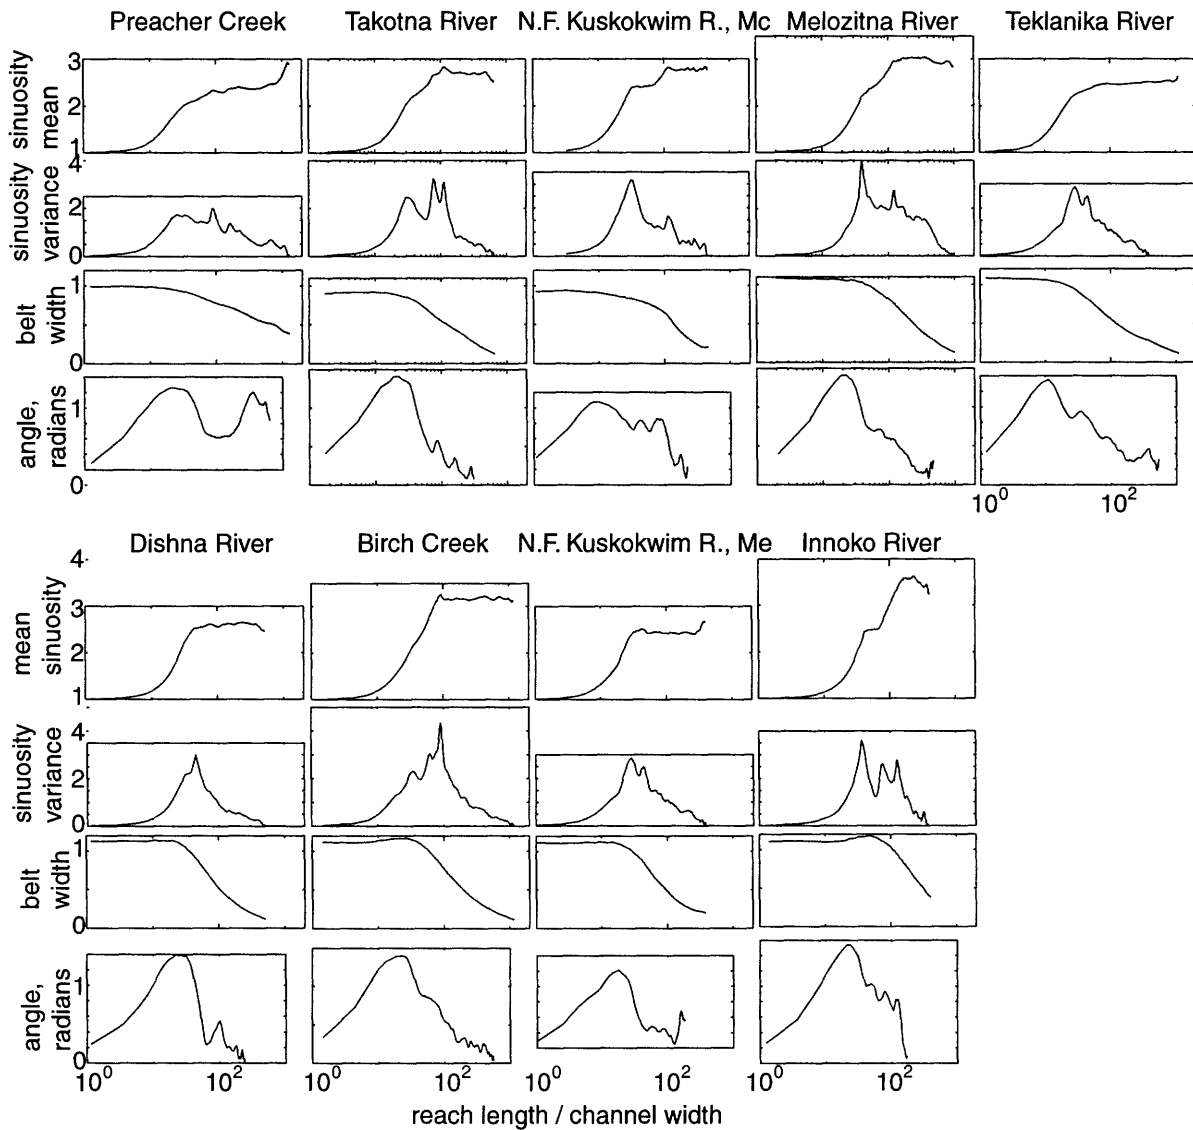 Preacher Creek Takotna River N.F. Kuskokwim R., Mc Melozitna River Teklanika River
sinuosity mean
3
2
1
sinuosity variance
4
2
0
belt width
1
0
angle, radians
1
0
10^0 10^2
Dishna River Birch Creek N.F. Kuskokwim R., Me Innoko River
mean sinuosity
4
3
2
1
sinuosity variance
4
2
0
belt width
1
0
angle, radians
1
0
10^0 10^2 10^0 10^2 10^0 10^2 10^0 10^2
reach length / channel width